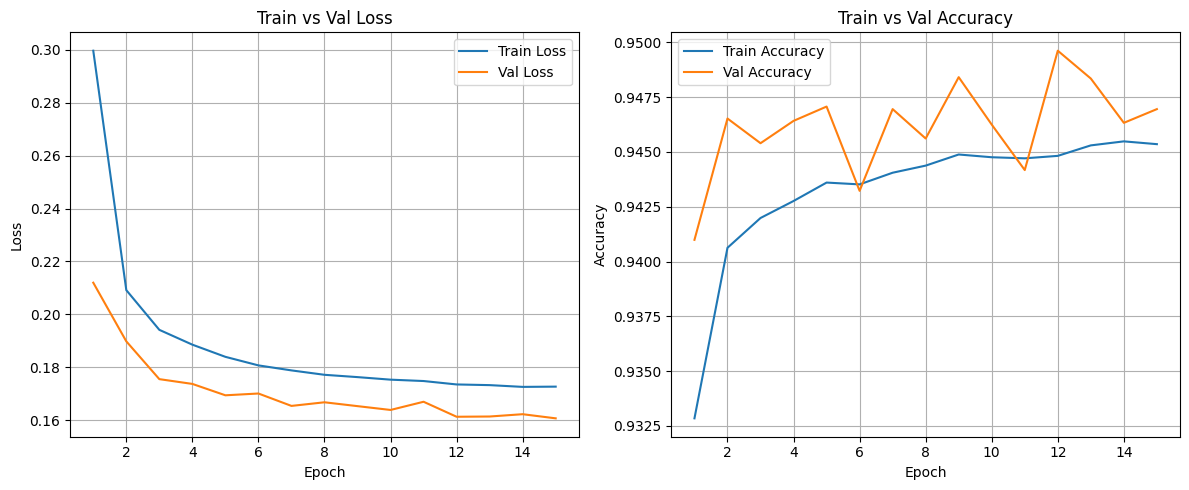 Train vs Val Loss
Train Loss
Val Loss
0.30
0.28
0.26
0.24
0.22
0.20
0.18
0.16
Loss
2 4 6 8 10 12 14
Epoch
Train vs Val Accuracy
Train Accuracy
Val Accuracy
0.9500
0.9475
0.9450
0.9425
0.9400
0.9375
0.9350
0.9325
Accuracy
2 4 6 8 10 12 14
Epoch